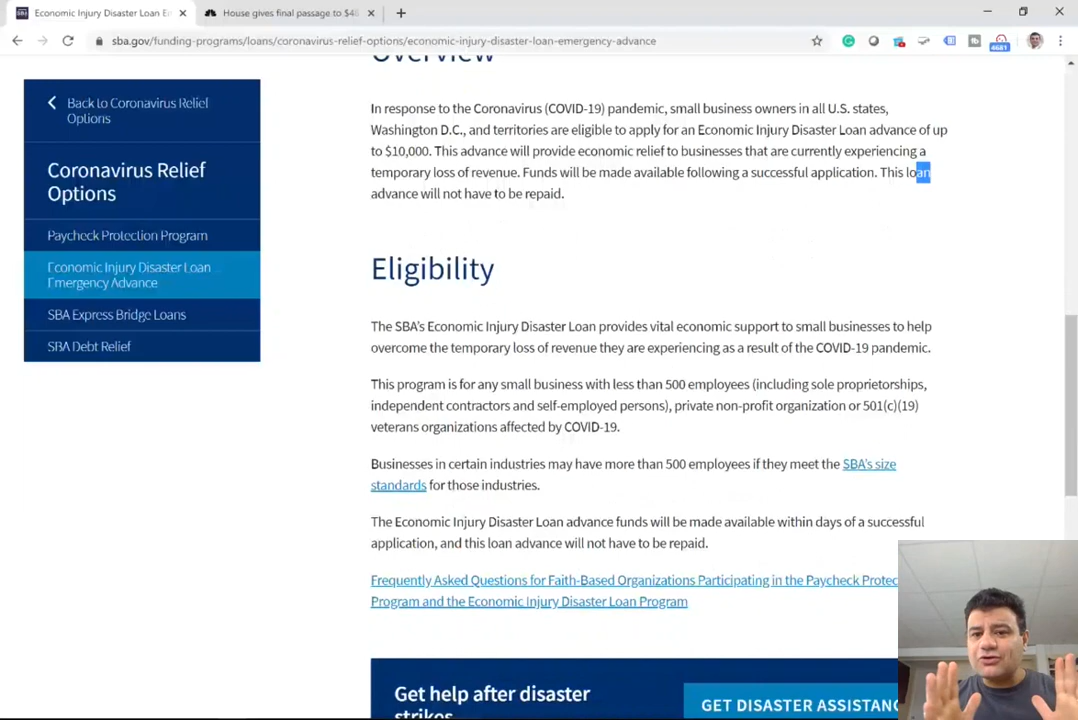 Economic Injury Disaster Loan En
House gives final passage to $48
sba.gov/funding-programs/loans/coronavirus-relief-options/economic-injury-disaster-loan-emergency-advance
4681
Back to Coronavirus Relief
Options
Coronavirus Relief
Options
Paycheck Protection Program
Economic Injury Disaster Loan
Emergency Advance
SBA Express Bridge Loans
SBA Debt Relief
Overview
In response to the Coronavirus (COVID-19) pandemic, small business owners in all U.S. states,
Washington D.C., and territories are eligible to apply for an Economic Injury Disaster Loan advance of up
to $10,000. This advance will provide economic relief to businesses that are currently experiencing a
temporary loss of revenue. Funds will be made available following a successful application. This loan
advance will not have to be repaid.
Eligibility
The SBA's Economic Injury Disaster Loan provides vital economic support to small businesses to help
overcome the temporary loss of revenue they are experiencing as a result of the COVID-19 pandemic.
This program is for any small business with less than 500 employees (including sole proprietorships,
independent contractors and self-employed persons), private non-profit organization or 501(c)(19)
veterans organizations affected by COVID-19.
Businesses in certain industries may have more than 500 employees if they meet the SBA's size
standards for those industries.
The Economic Injury Disaster Loan advance funds will be made available within days of a successful
application, and this loan advance will not have to be repaid.
Frequently Asked Questions for Faith-Based Organizations Participating in the Paycheck Protec
Program and the Economic Injury Disaster Loan Program
Get help after disaster
strikes
GET DISASTER ASSISTANC